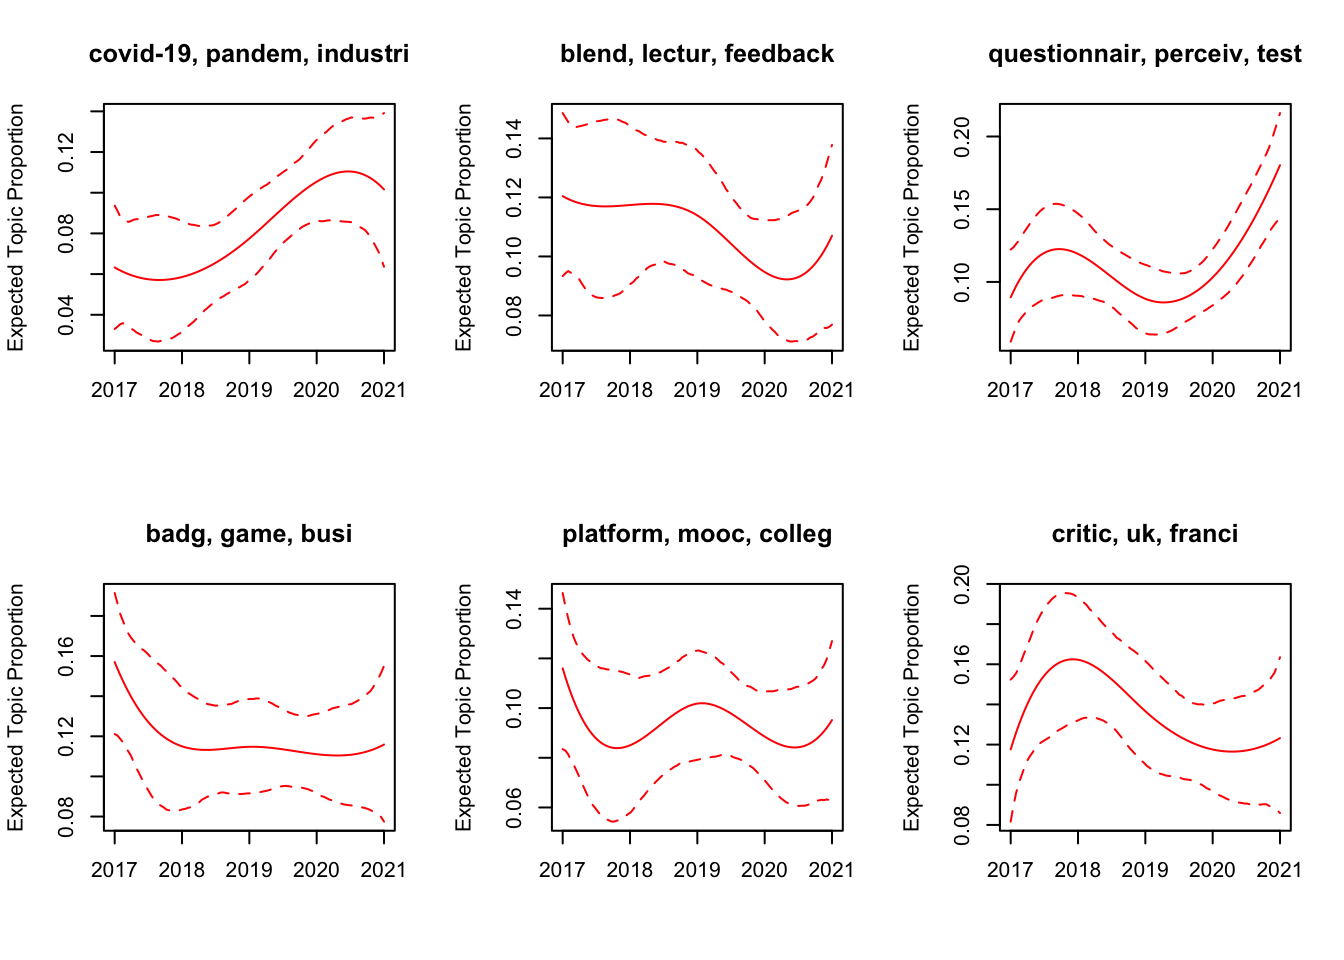 covid-19, pandem, industri
Expected Topic Proportion
0.04 0.08 0.12
2017 2018 2019 2020 2021
blend, lectur, feedback
Expected Topic Proportion
0.08 0.10 0.12 0.14
2017 2018 2019 2020 2021
questionnair, perceiv, test
Expected Topic Proportion
0.10 0.15 0.20
2017 2018 2019 2020 2021
badg, game, busi
Expected Topic Proportion
0.08 0.12 0.16
2017 2018 2019 2020 2021
platform, mooc, colleg
Expected Topic Proportion
0.06 0.10 0.14
2017 2018 2019 2020 2021
critic, uk, franci
Expected Topic Proportion
0.08 0.12 0.16 0.20
2017 2018 2019 2020 2021